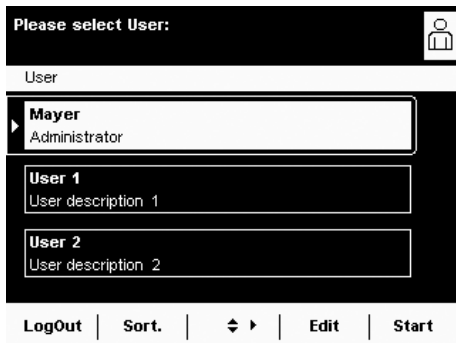 Please select User:
User
Mayer
Administrator
User 1
User description 1
User 2
User description 2
LogOut Sort. Edit Start